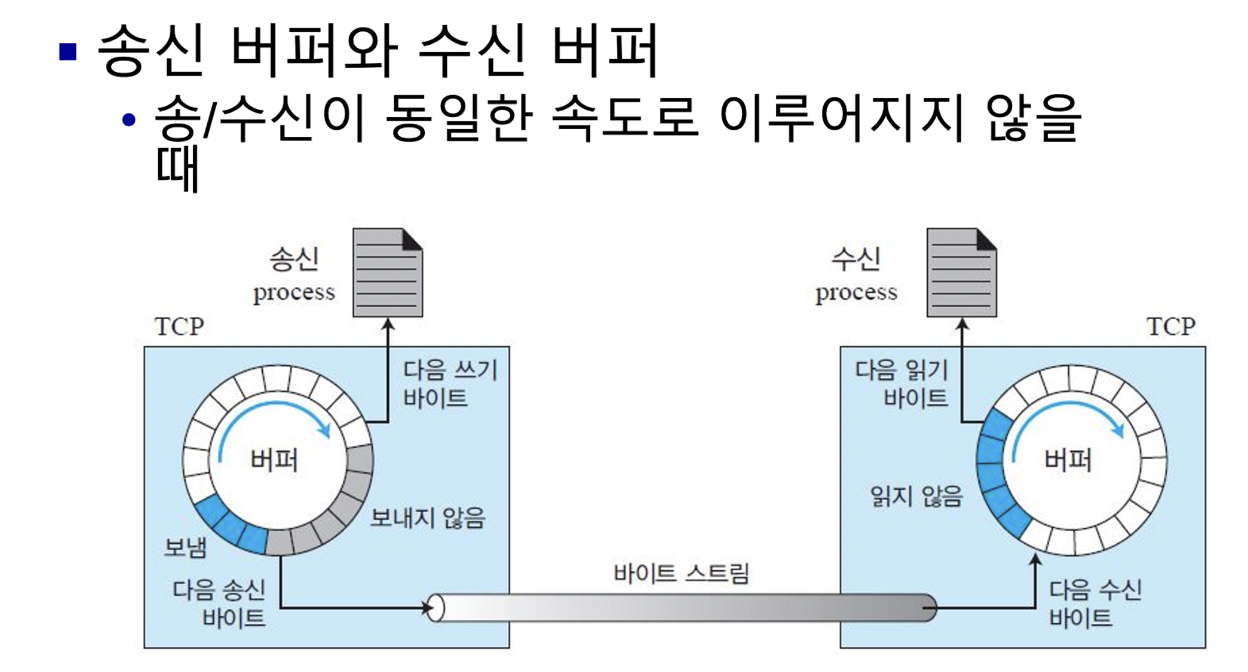 송신 버퍼와 수신 버퍼
송/수신이 동일한 속도로 이루어지지 않을
때
송신
process
수신
process
TCP
TCP
다음 쓰기
바이트
다음 읽기
바이트
버퍼
버퍼
보내지 않음
읽지 않음
보냄
다음 송신
바이트
바이트 스트림
다음 수신
바이트